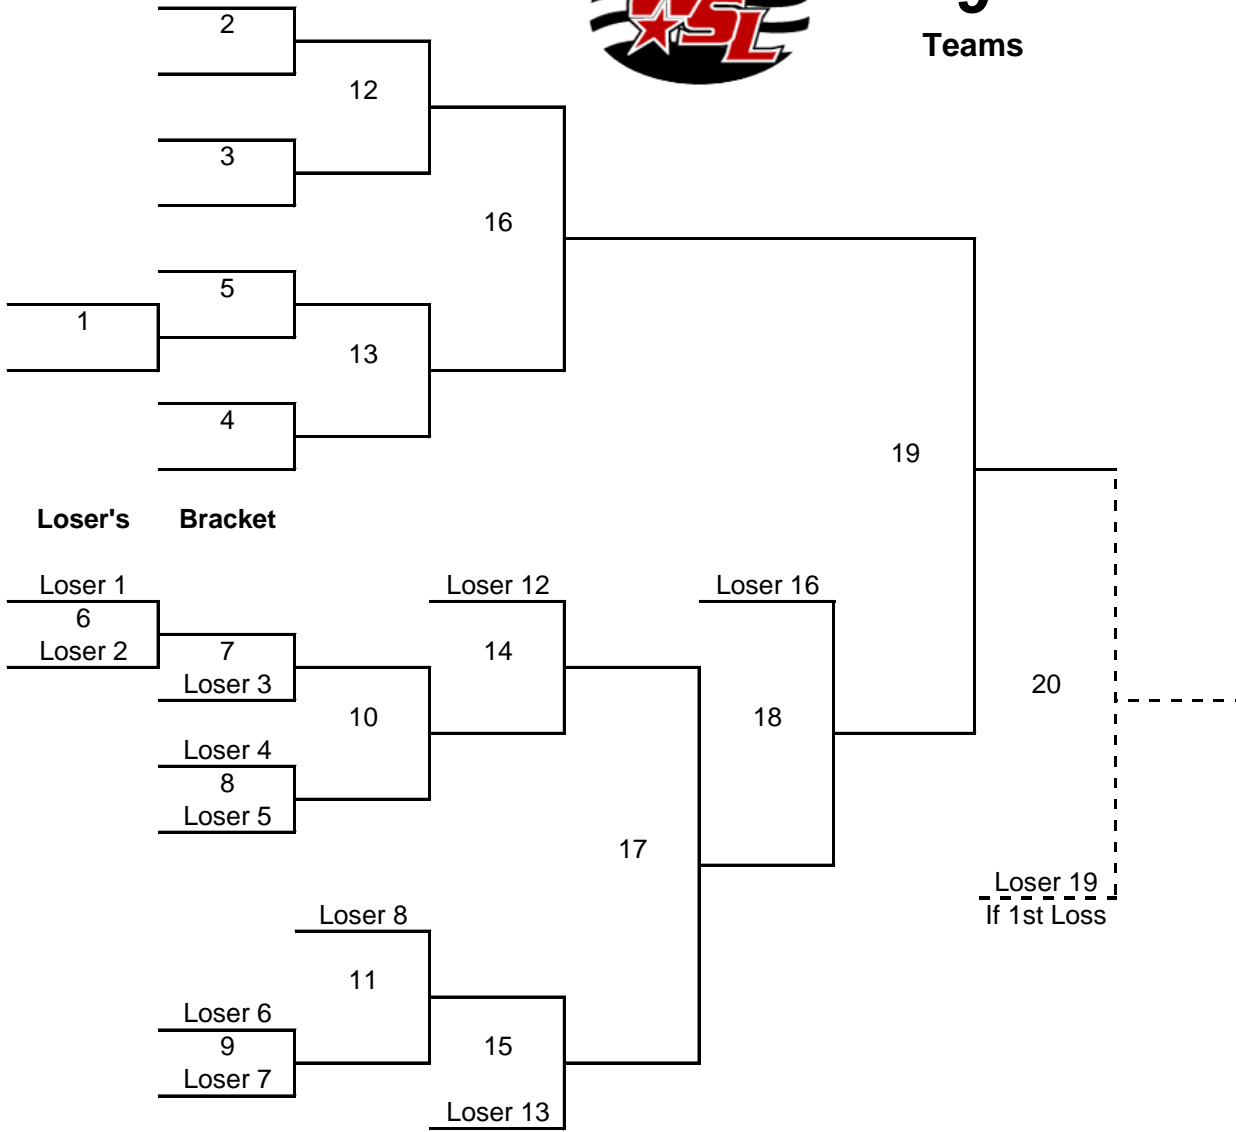 WSL
Teams
2
12
3
16
5
1
13
4
19
Loser's Bracket
Loser 1
Loser 12
Loser 16
6
Loser 2
7
14
Loser 3
20
10
18
Loser 4
8
Loser 5
17
Loser 19
Loser 8
If 1st Loss
11
Loser 6
9
15
Loser 7
Loser 13